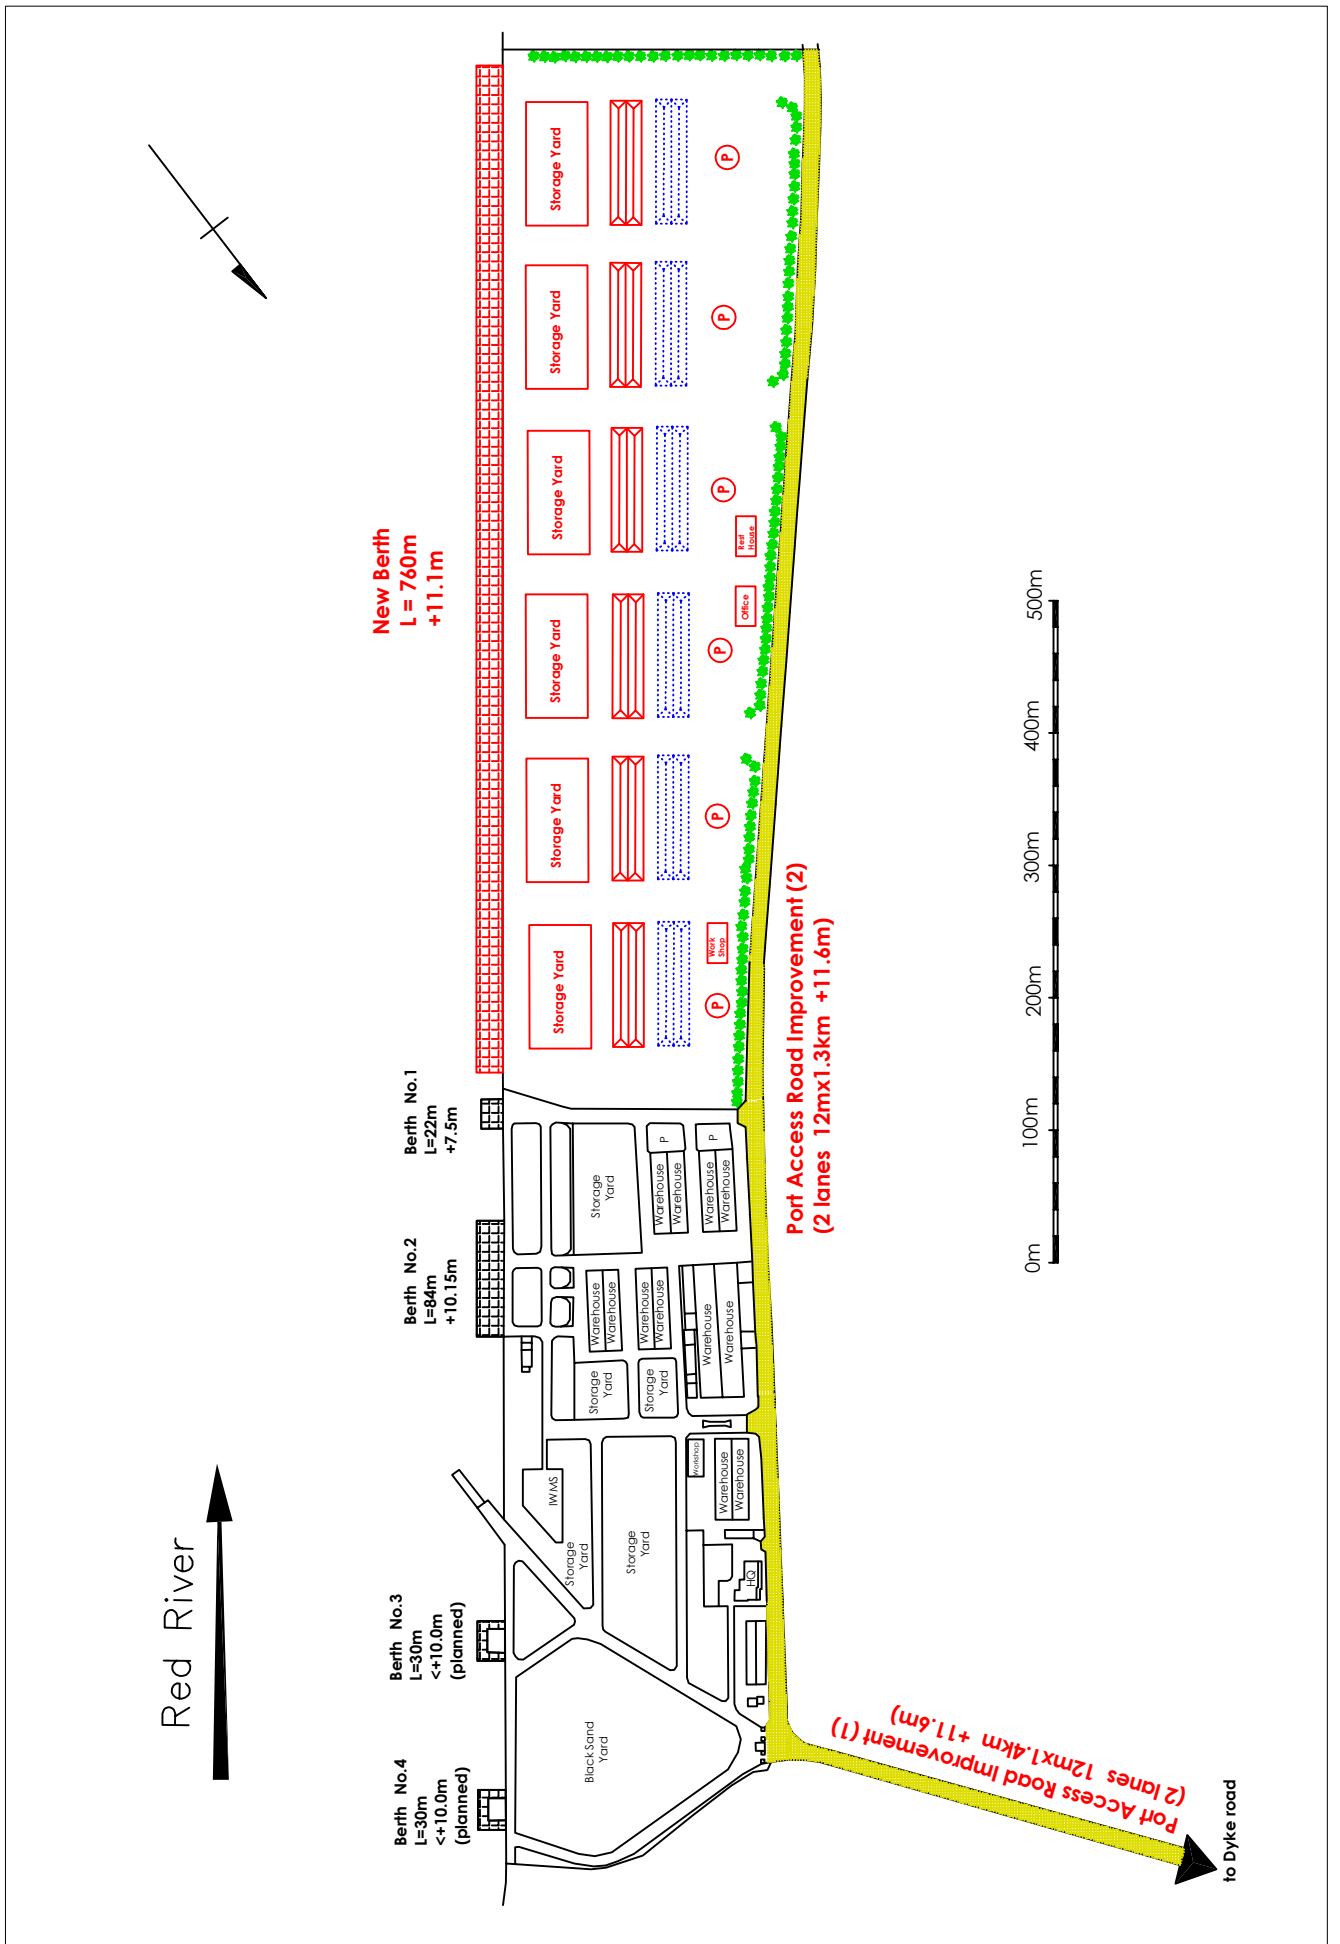 Red River
Berth No.4
L=30m
<+10.0m
(planned)
Berth No.3
L=30m
<+10.0m
(planned)
Berth No.2
L=84m
+10.15m
Berth No.1
L=22m
+7.5m
New Berth
L = 760m
+11.1m
Black Sand
Yard
Storage
Yard
IWMS
Storage
Yard
HQ
Workshop
Warehouse
Warehouse
Storage
Yard
Storage
Yard
Warehouse
Warehouse
Warehouse
Warehouse
Warehouse
Warehouse
Storage
Yard
Warehouse
Warehouse
P
Warehouse
Warehouse
P
Storage Yard
Storage Yard
Storage Yard
Storage Yard
Storage Yard
Storage Yard
P
Work
Shop
P
P
Office
Rest
House
P
P
P
Port Access Road Improvement (2)
(2 lanes 12mx1.3km +11.6m)
Port Access Road Improvement (1)
(2 lanes 12mx1.4km +11.6m)
to Dyke road
0m
100m
200m
300m
400m
500m